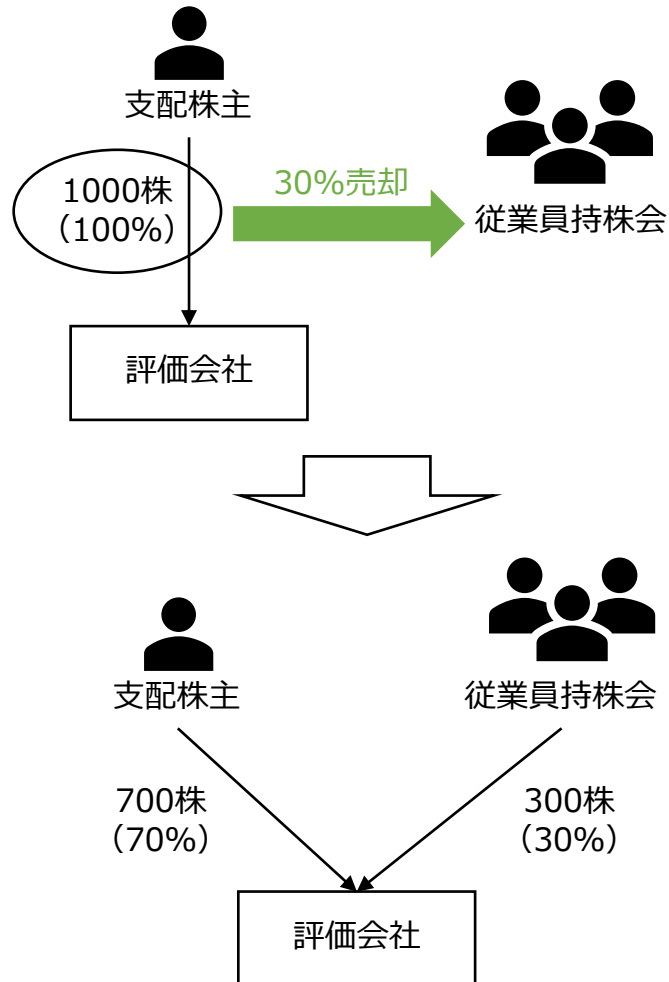 支配株主
1000株
（100%）
30%売却
従業員持株会
評価会社
支配株主
従業員持株会
700株
（70%）
300株
（30%）
評価会社